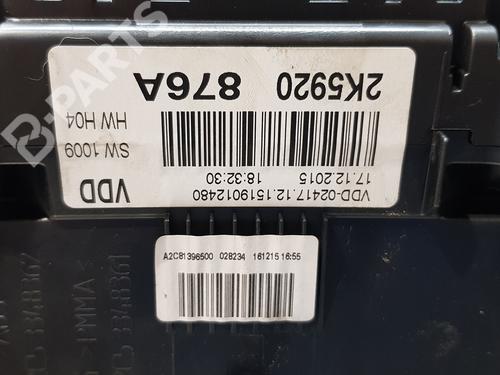 2K5920 876A
HW H04
SW 1009
17.12.2015 18:32:30
VDD-02417.12.1519012480
VDD
A2C81396500 028234 161215 16:55
>PMMA<
B-PARTS